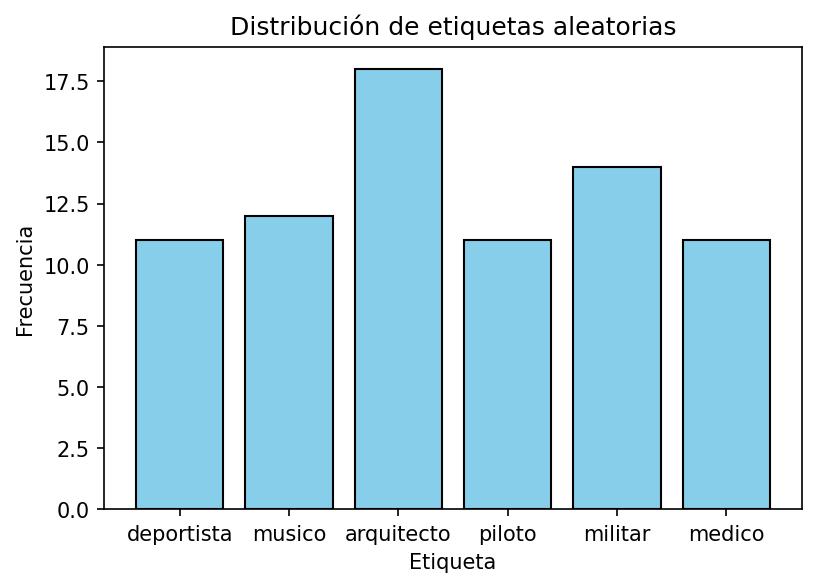 Distribución de etiquetas aleatorias
Frecuencia
17.5
15.0
12.5
10.0
7.5
5.0
2.5
0.0
deportista musico arquitecto piloto militar medico
Etiqueta